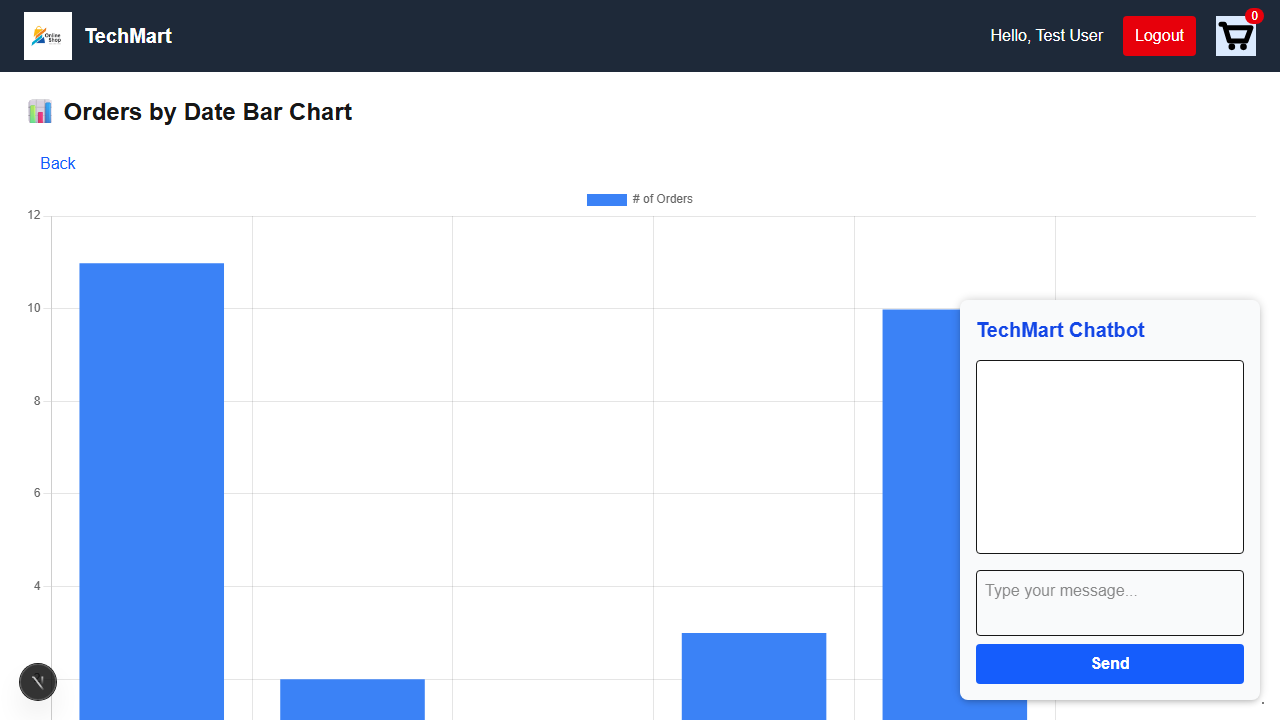 Online
Shop
TechMart
Hello, Test User
Logout
0
Orders by Date Bar Chart
Back
# of Orders
12
10
8
6
4
TechMart Chatbot
Type your message...
Send